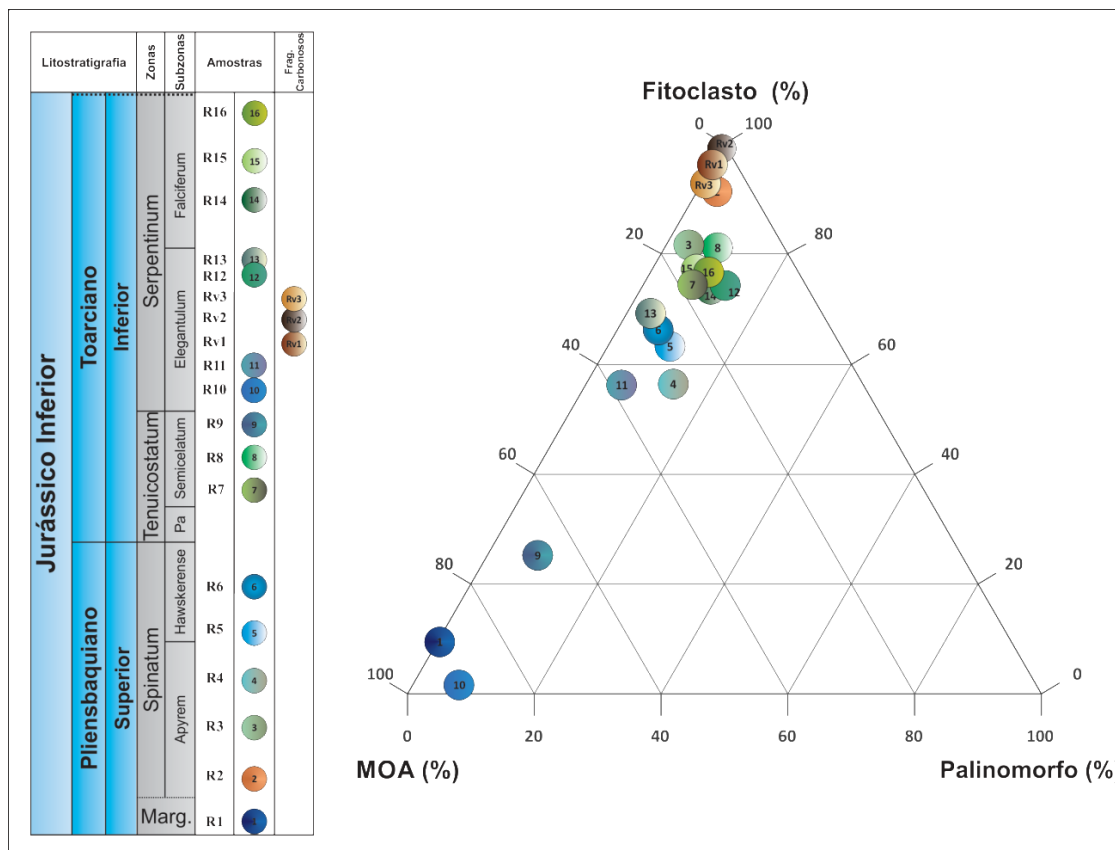 Litostratigrafia
Zonas
Subzonas
Amostras
Frag.
Carbonosos
Jurássico Inferior
Toarciano
Inferior
Pliensbaquiano
Superior
Serpentinum
Tenuicostatum
Spinatum
Marg.
Falciferum
Elegantulum
Semicelatum
Pa
Hawskerense
Apyrem
R16 16
R15 15
R14 14
R13 13
R12 12
Rv3 Rv3
Rv2 Rv2
Rv1 Rv1
R11 11
R10 10
R9 9
R8 8
R7 7
R6 6
R5 5
R4 4
R3 3
R2 2
R1 1
Fitoclasto (%)
0 100
Rv2
Rv1
Rv3
20 80
3 8
15 16
7 14 12
13
6
5
40 60
11 4
60 40
9
80 20
1
10
100 0
0 20 40 60 80 100
MOA (%) Palinomorfo (%